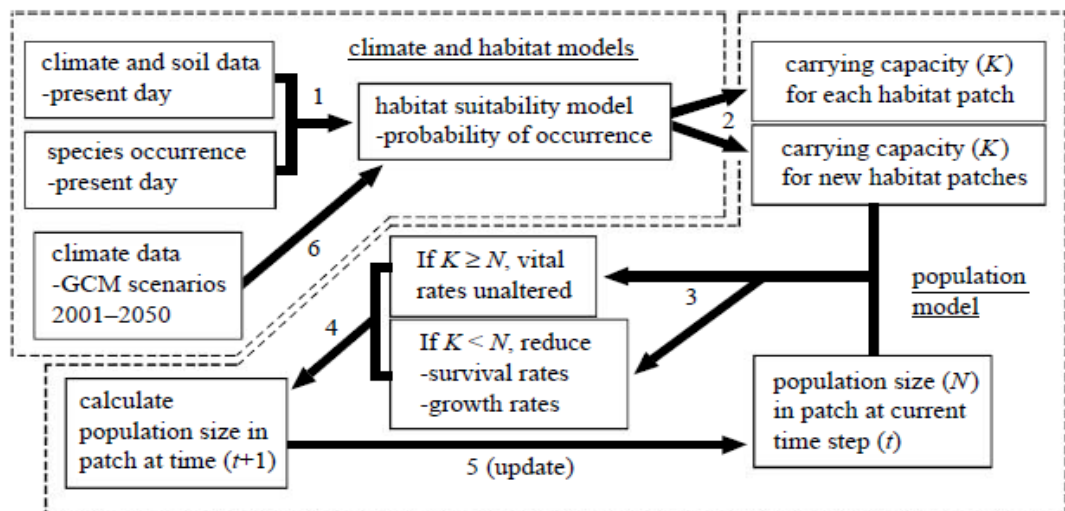 climate and habitat models
climate and soil data
-present day
1
species occurrence
-present day
habitat suitability model
-probability of occurrence
2
carrying capacity (K)
for each habitat patch
carrying capacity (K)
for new habitat patches
climate data
-GCM scenarios
2001–2050
6
If K ≥ N, vital
rates unaltered
3
population
model
4
If K < N, reduce
-survival rates
-growth rates
calculate
population size in
patch at time (t+1)
5 (update)
population size (N)
in patch at current
time step (t)